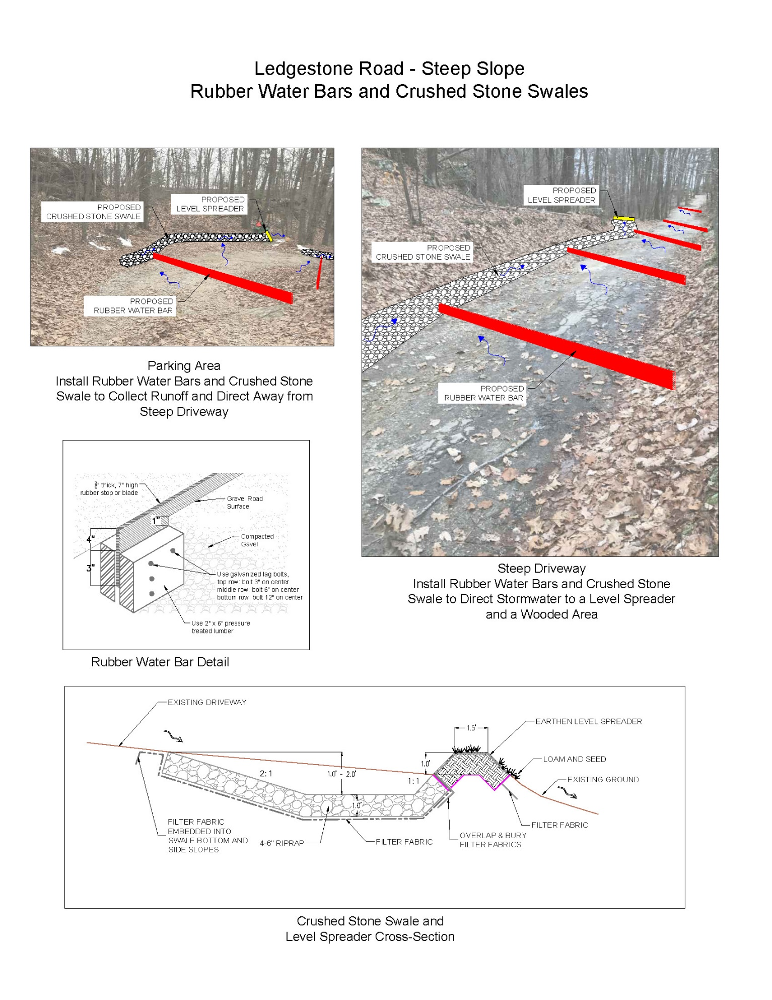 Ledgestone Road - Steep Slope
Rubber Water Bars and Crushed Stone Swales
PROPOSED
CRUSHED STONE SWALE
PROPOSED
LEVEL SPREADER
PROPOSED
RUBBER WATER BAR
Parking Area
Install Rubber Water Bars and Crushed Stone
Swale to Collect Runoff and Direct Away from
Steep Driveway
PROPOSED
LEVEL SPREADER
PROPOSED
CRUSHED STONE SWALE
PROPOSED
RUBBER WATER BAR
Steep Driveway
Install Rubber Water Bars and Crushed Stone
Swale to Direct Stormwater to a Level Spreader
and a Wooded Area
3/8" thick, 7" high
rubber stop or blade
Gravel Road
Surface
1"
4"
3"
Compacted
Gavel
Use galvanized lag bolts,
top row: bolt 3" on center
middle row: bolt 6" on center
bottom row: bolt 12" on center
Use 2" x 6" pressure
treated lumber
Rubber Water Bar Detail
EXISTING DRIVEWAY
1.5'
EARTHEN LEVEL SPREADER
1.0'
LOAM AND SEED
2:1
1.0' - 2.0'
1:1
EXISTING GROUND
1.0'
FILTER FABRIC
EMBEDDED INTO
SWALE BOTTOM AND
SIDE SLOPES
4-6" RIPRAP
FILTER FABRIC
OVERLAP & BURY
FILTER FABRICS
FILTER FABRIC
Crushed Stone Swale and
Level Spreader Cross-Section